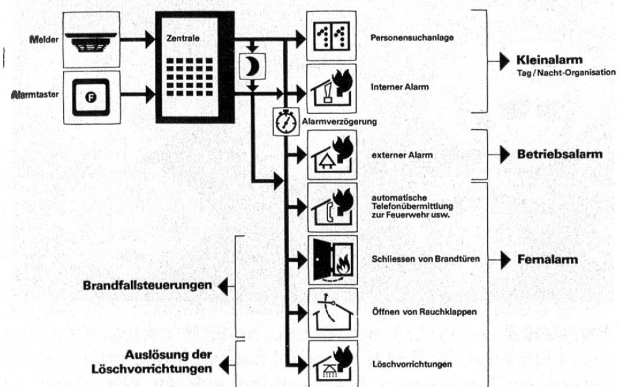 Melder
Zentrale
Personensuchanlage
Kleinalarm
Tag/Nacht-Organisation
Alarmtaster
F
Interner Alarm
Alarmverzögerung
externer Alarm
Betriebsalarm
automatische
Telefonübermittlung
zur Feuerwehr usw.
Schliessen von Brandtüren
Fernalarm
Brandfallsteuerungen
Öffnen von Rauchklappen
Auslösung der
Löschvorrichtungen
Löschvorrichtungen